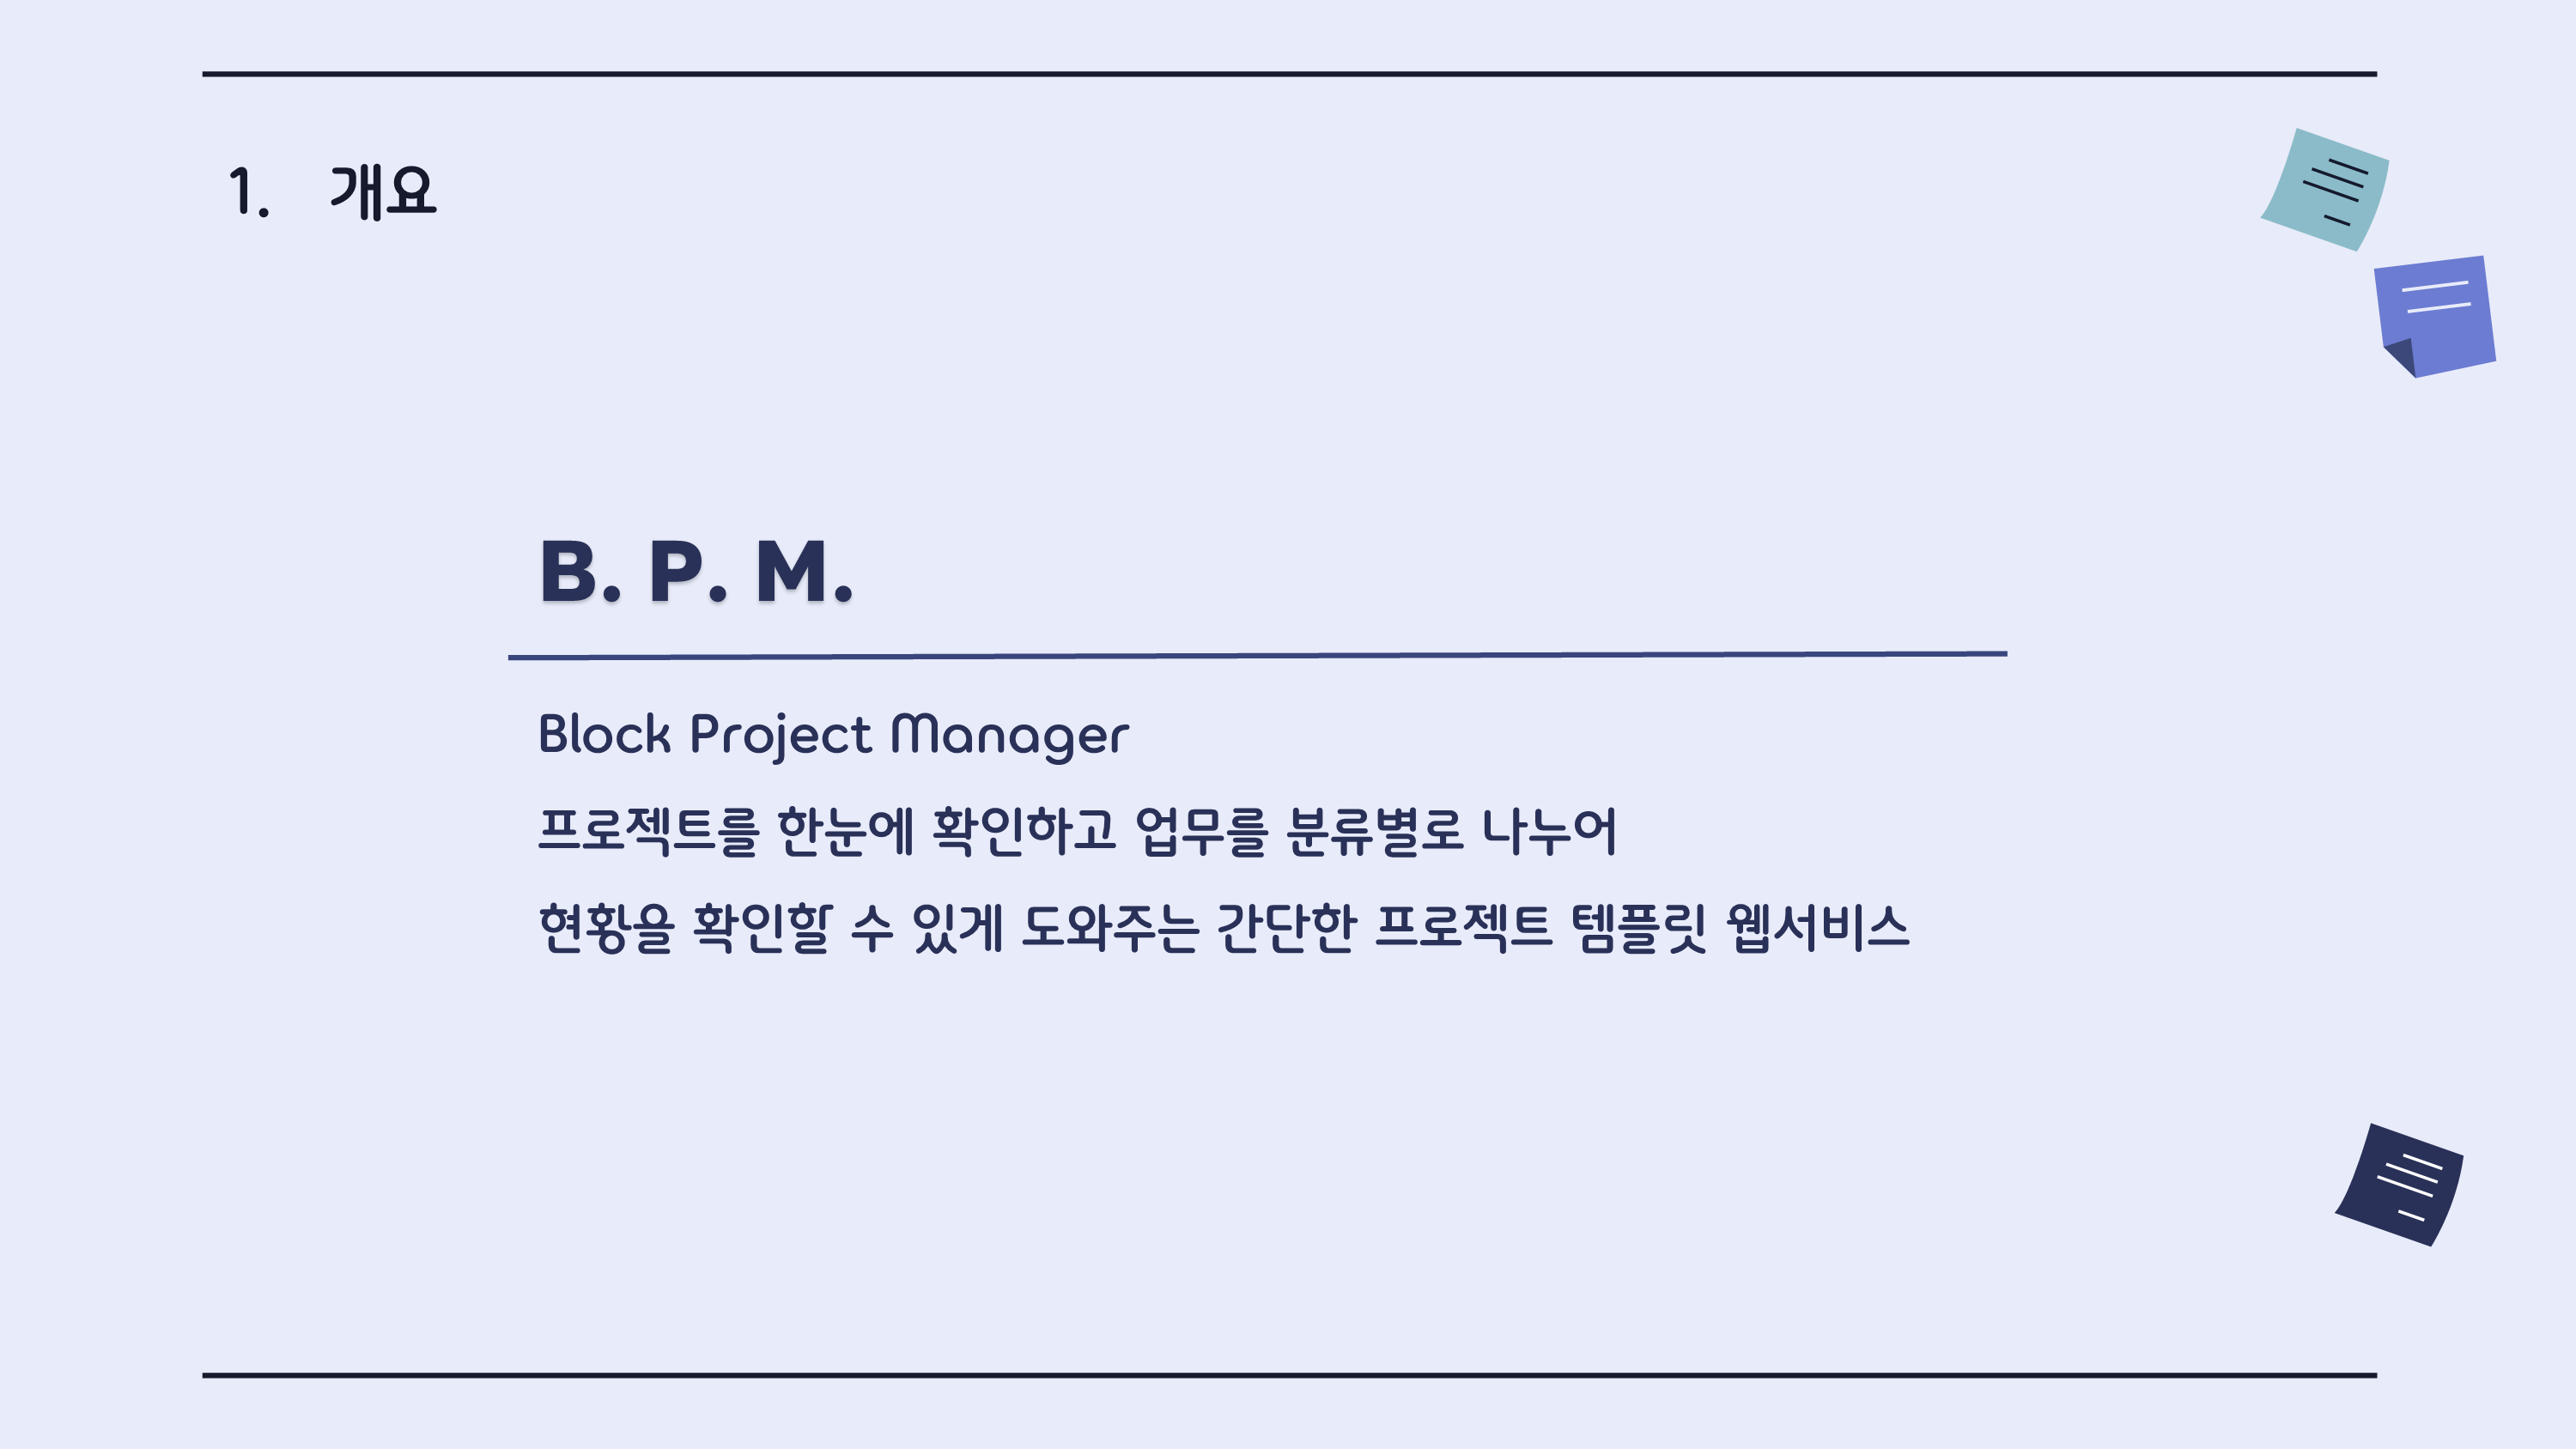 1. 개요
B. P. M.
Block Project Manager
프로젝트를 한눈에 확인하고 업무를 분류별로 나누어
현황을 확인할 수 있게 도와주는 간단한 프로젝트 템플릿 웹서비스